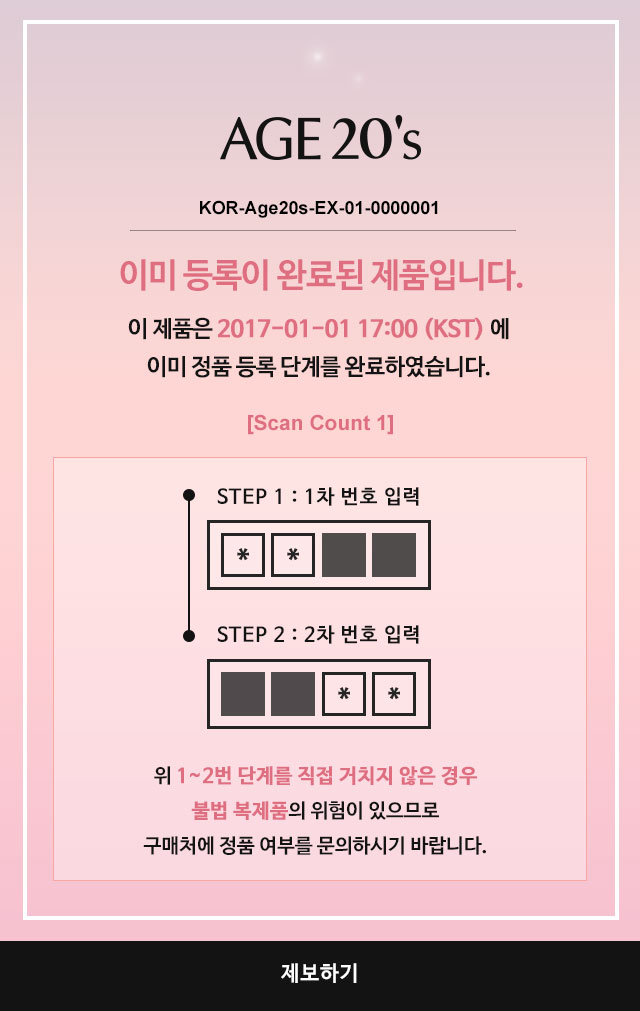 AGE 20's
KOR-Age20s-EX-01-0000001
이미 등록이 완료된 제품입니다.
이 제품은 2017-01-01 17:00 (KST) 에
이미 정품 등록 단계를 완료하였습니다.
[Scan Count 1]
STEP 1 : 1차 번호 입력
* *
STEP 2 : 2차 번호 입력
* *
위 1~2번 단계를 직접 거치지 않은 경우
불법 복제품의 위험이 있으므로
구매처에 정품 여부를 문의하시기 바랍니다.
제보하기